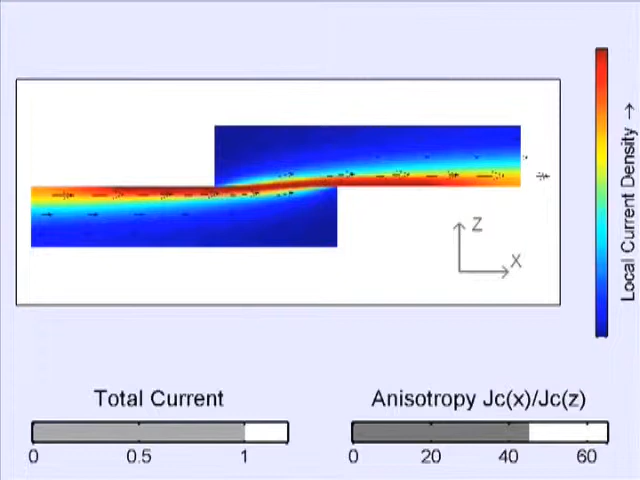 Z
X
Local Current Density →
Total Current
0 0.5 1
Anisotropy Jc(x)/Jc(z)
0 20 40 60